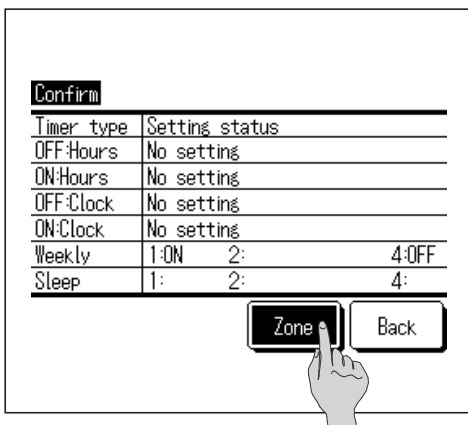 Confirm
Timer type Setting status
OFF:Hours No setting
ON:Hours No setting
OFF:Clock No setting
ON:Clock No setting
Weekly 1:ON 2: 4:OFF
Sleep 1: 2: 4:
Zone Back